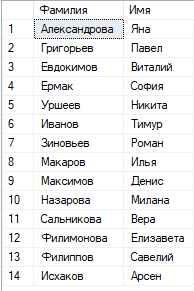 Фамилия Имя
1 Александрова Яна
2 Григорьев Павел
3 Евдокимов Виталий
4 Ермак София
5 Уршеев Никита
6 Иванов Тимур
7 Зиновьев Роман
8 Макаров Илья
9 Максимов Денис
10 Назарова Милана
11 Сальникова Вера
12 Филимонова Елизавета
13 Филиппов Савелий
14 Исхаков Арсен